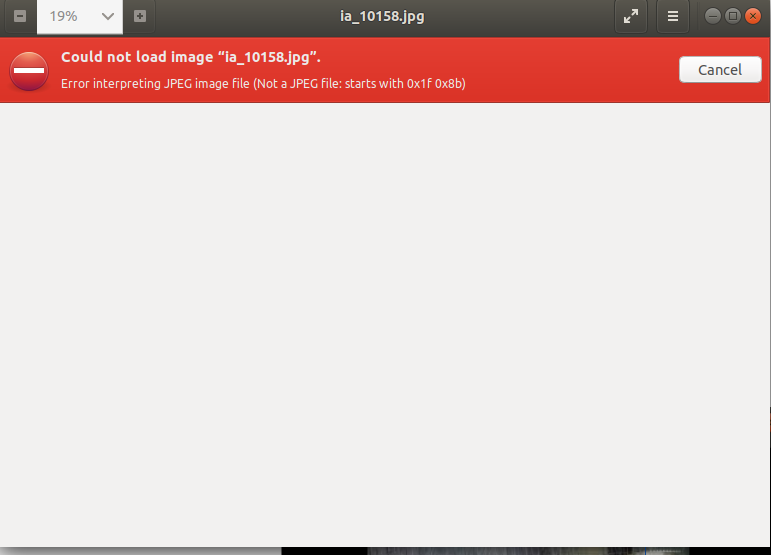 19%
ia_10158.jpg
Could not load image “ia_10158.jpg”.
Error interpreting JPEG image file (Not a JPEG file: starts with 0x1f 0x8b)
Cancel